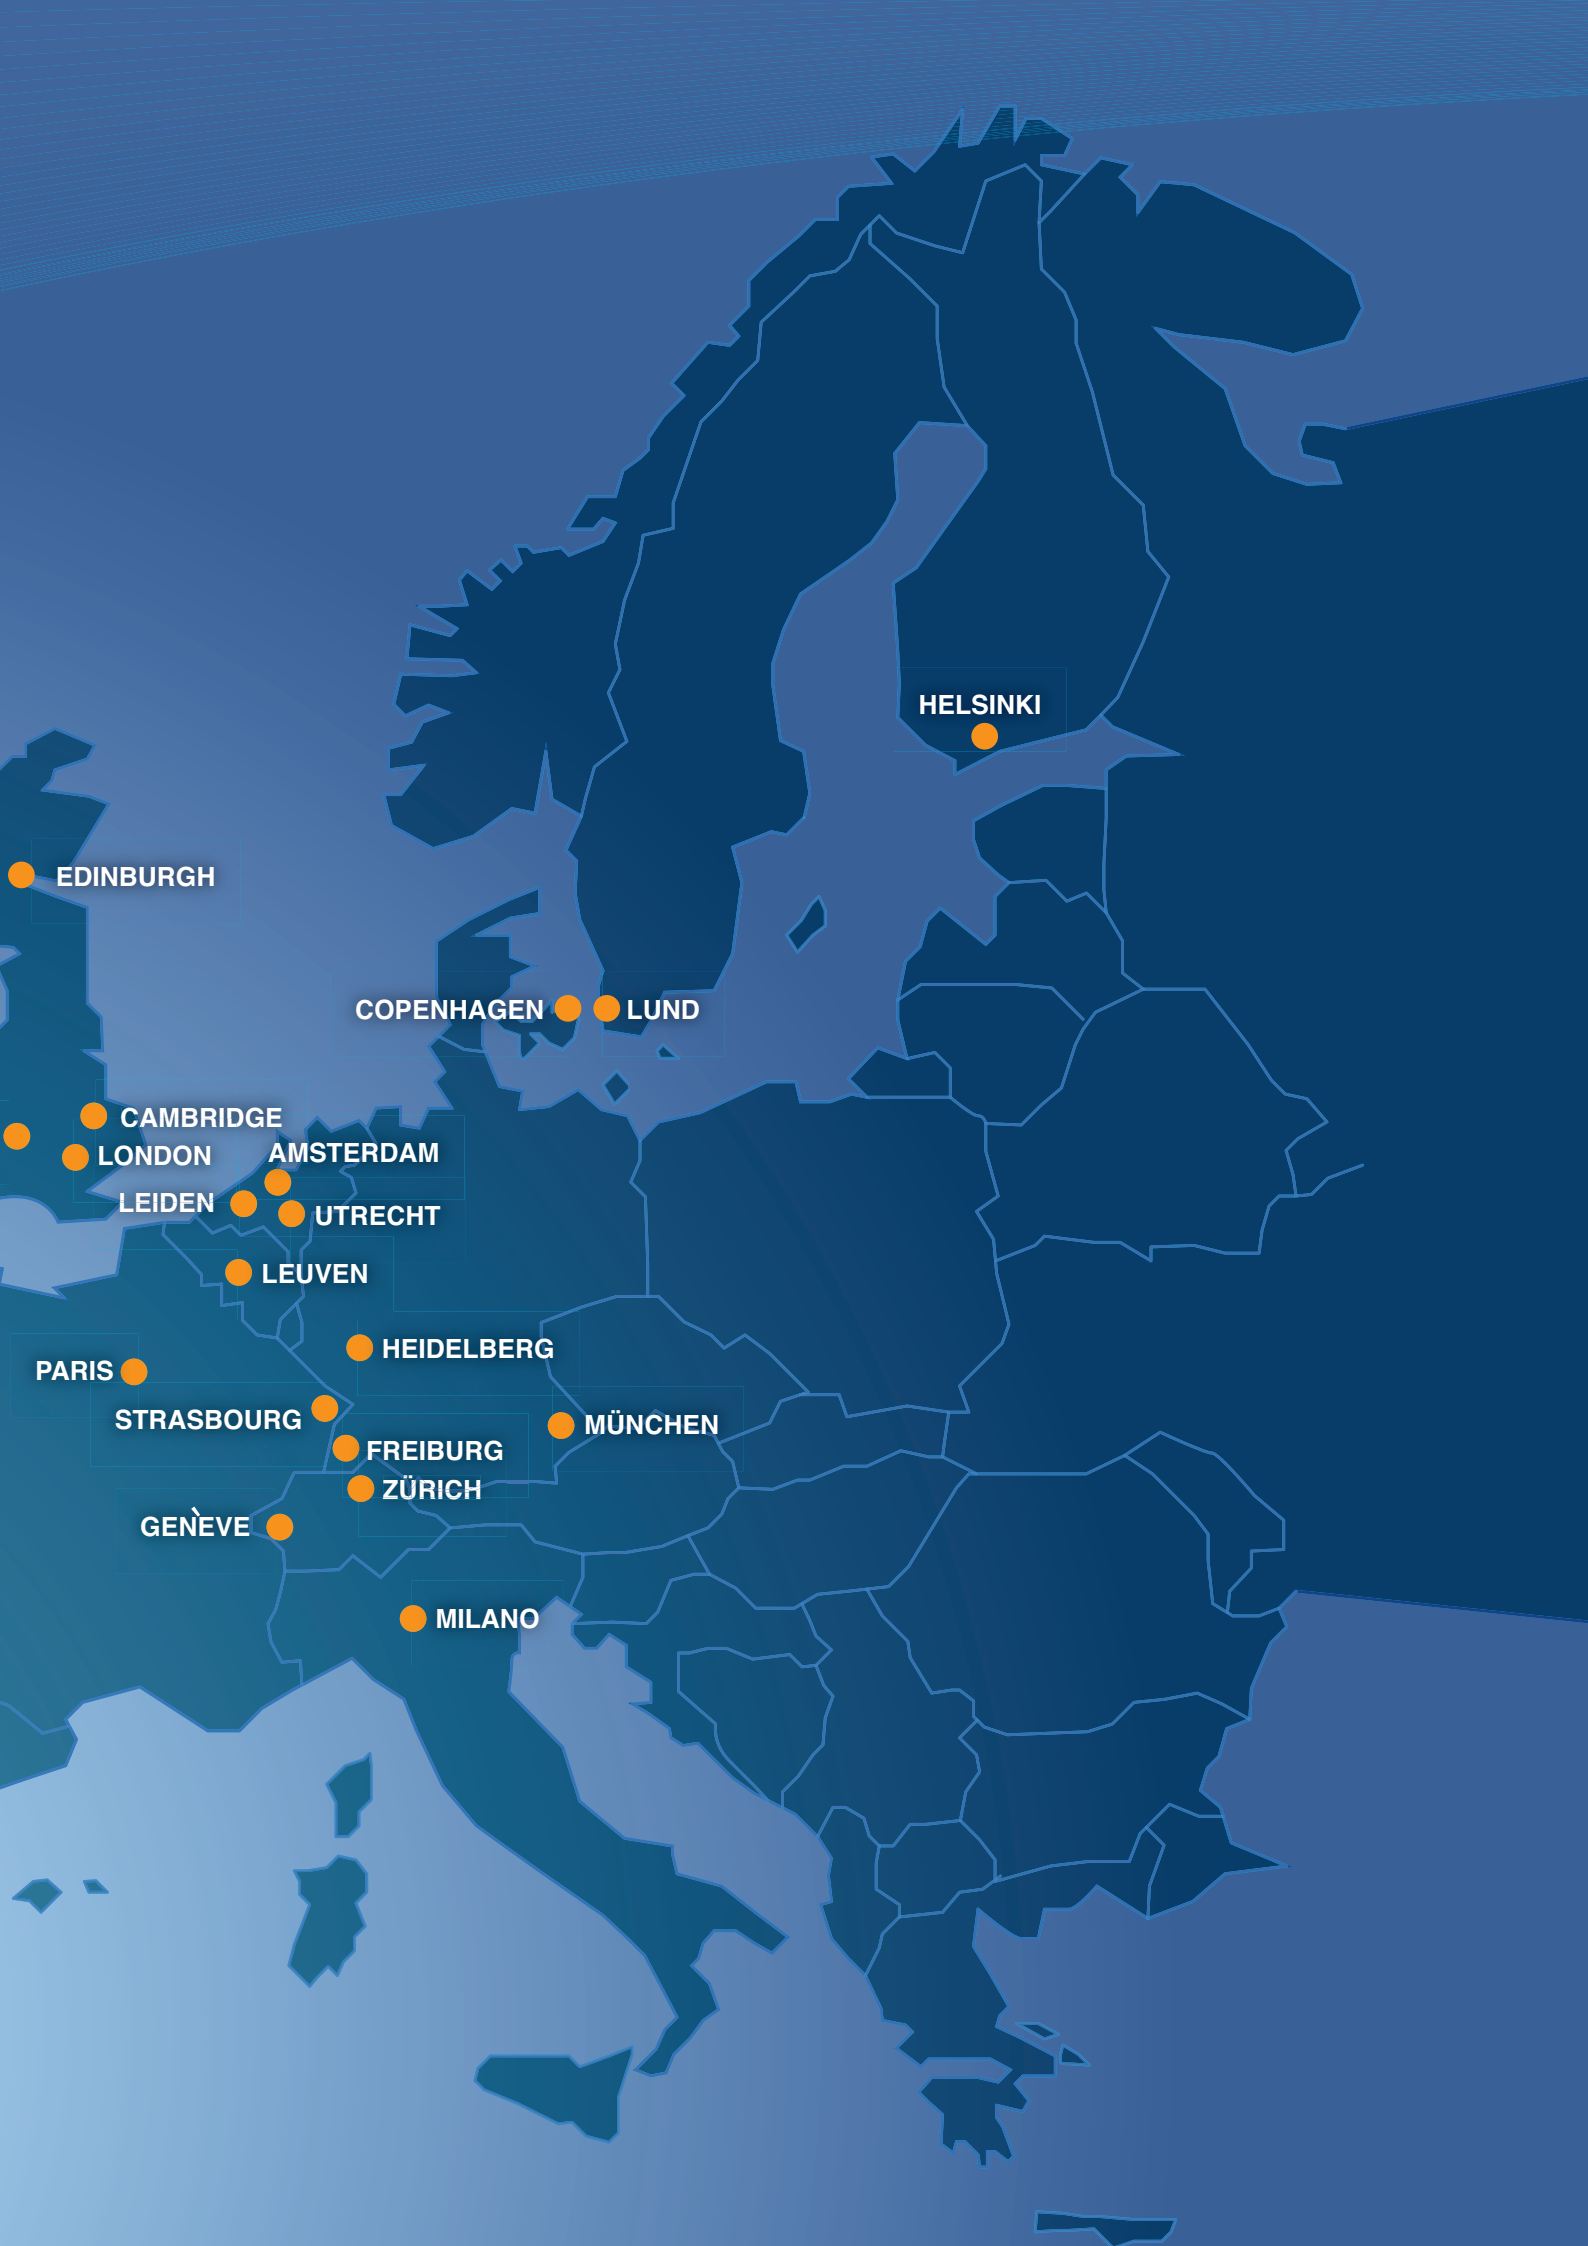 HELSINKI
EDINBURGH
COPENHAGEN
LUND
CAMBRIDGE
LONDON
AMSTERDAM
LEIDEN
UTRECHT
LEUVEN
HEIDELBERG
PARIS
STRASBOURG
MÜNCHEN
FREIBURG
ZÜRICH
GENÈVE
MILANO